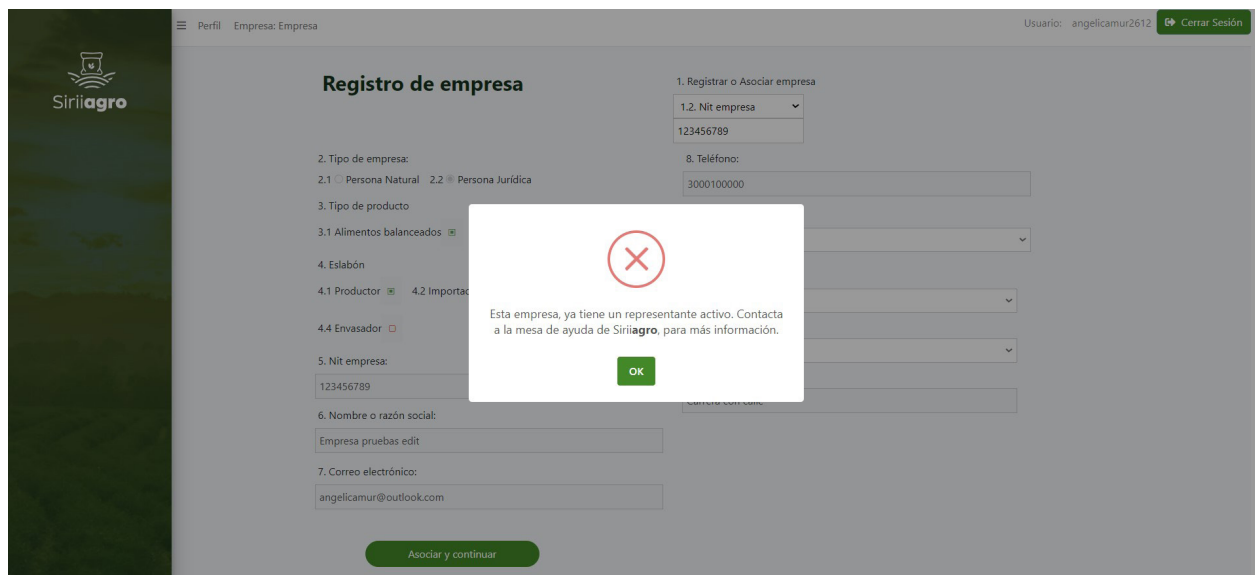 Perfil Empresa: Empresa
Usuario: angelicamur2612 Cerrar Sesión
Siriiagro
Registro de empresa
1. Registrar o Asociar empresa
1.2. Nit empresa
123456789
2. Tipo de empresa:
2.1 Persona Natural 2.2 Persona Jurídica
3. Tipo de producto
3.1 Alimentos balanceados
4. Eslabón
4.1 Productor 4.2
4.4 Envasador
5. Nit empresa:
123456789
6. Nombre o razón social:
Empresa pruebas edit
7. Correo electrónico:
angelicamur@outlook.com
8. Teléfono:
3000100000
Esta empresa, ya tiene un representante activo. Contacta
a la mesa de ayuda de Siriiagro, para más información.
OK
Asociar y continuar